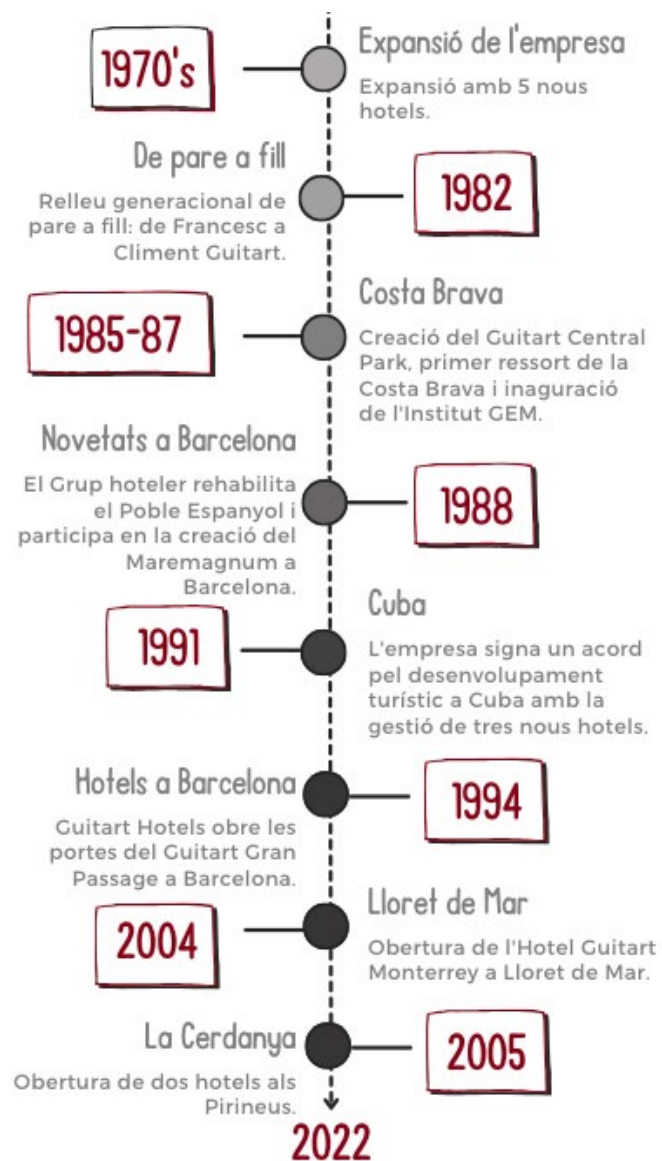 1970's
Expansió de l'empresa
Expansió amb 5 nous
hotels.
De pare a fill
Relleu generacional de
pare a fill: de Francesc a
Climent Guitart.
1982
1985-87
Costa Brava
Creació del Guitart Central
Park, primer ressort de la
Costa Brava i inaguració
de l'Institut GEM.
Novetats a Barcelona
El Grup hoteler rehabilita
el Poble Espanyol i
participa en la creació del
Maremagnum a
Barcelona.
1988
1991
Cuba
L'empresa signa un acord
pel desenvolupament
turístic a Cuba amb la
gestió de tres nous hotels.
Hotels a Barcelona
Guitart Hotels obre les
portes del Guitart Gran
Passage a Barcelona.
1994
2004
Lloret de Mar
Obertura de l'Hotel Guitart
Monterrey a Lloret de Mar.
La Cerdanya
Obertura de dos hotels als
Pirineus.
2005
2022